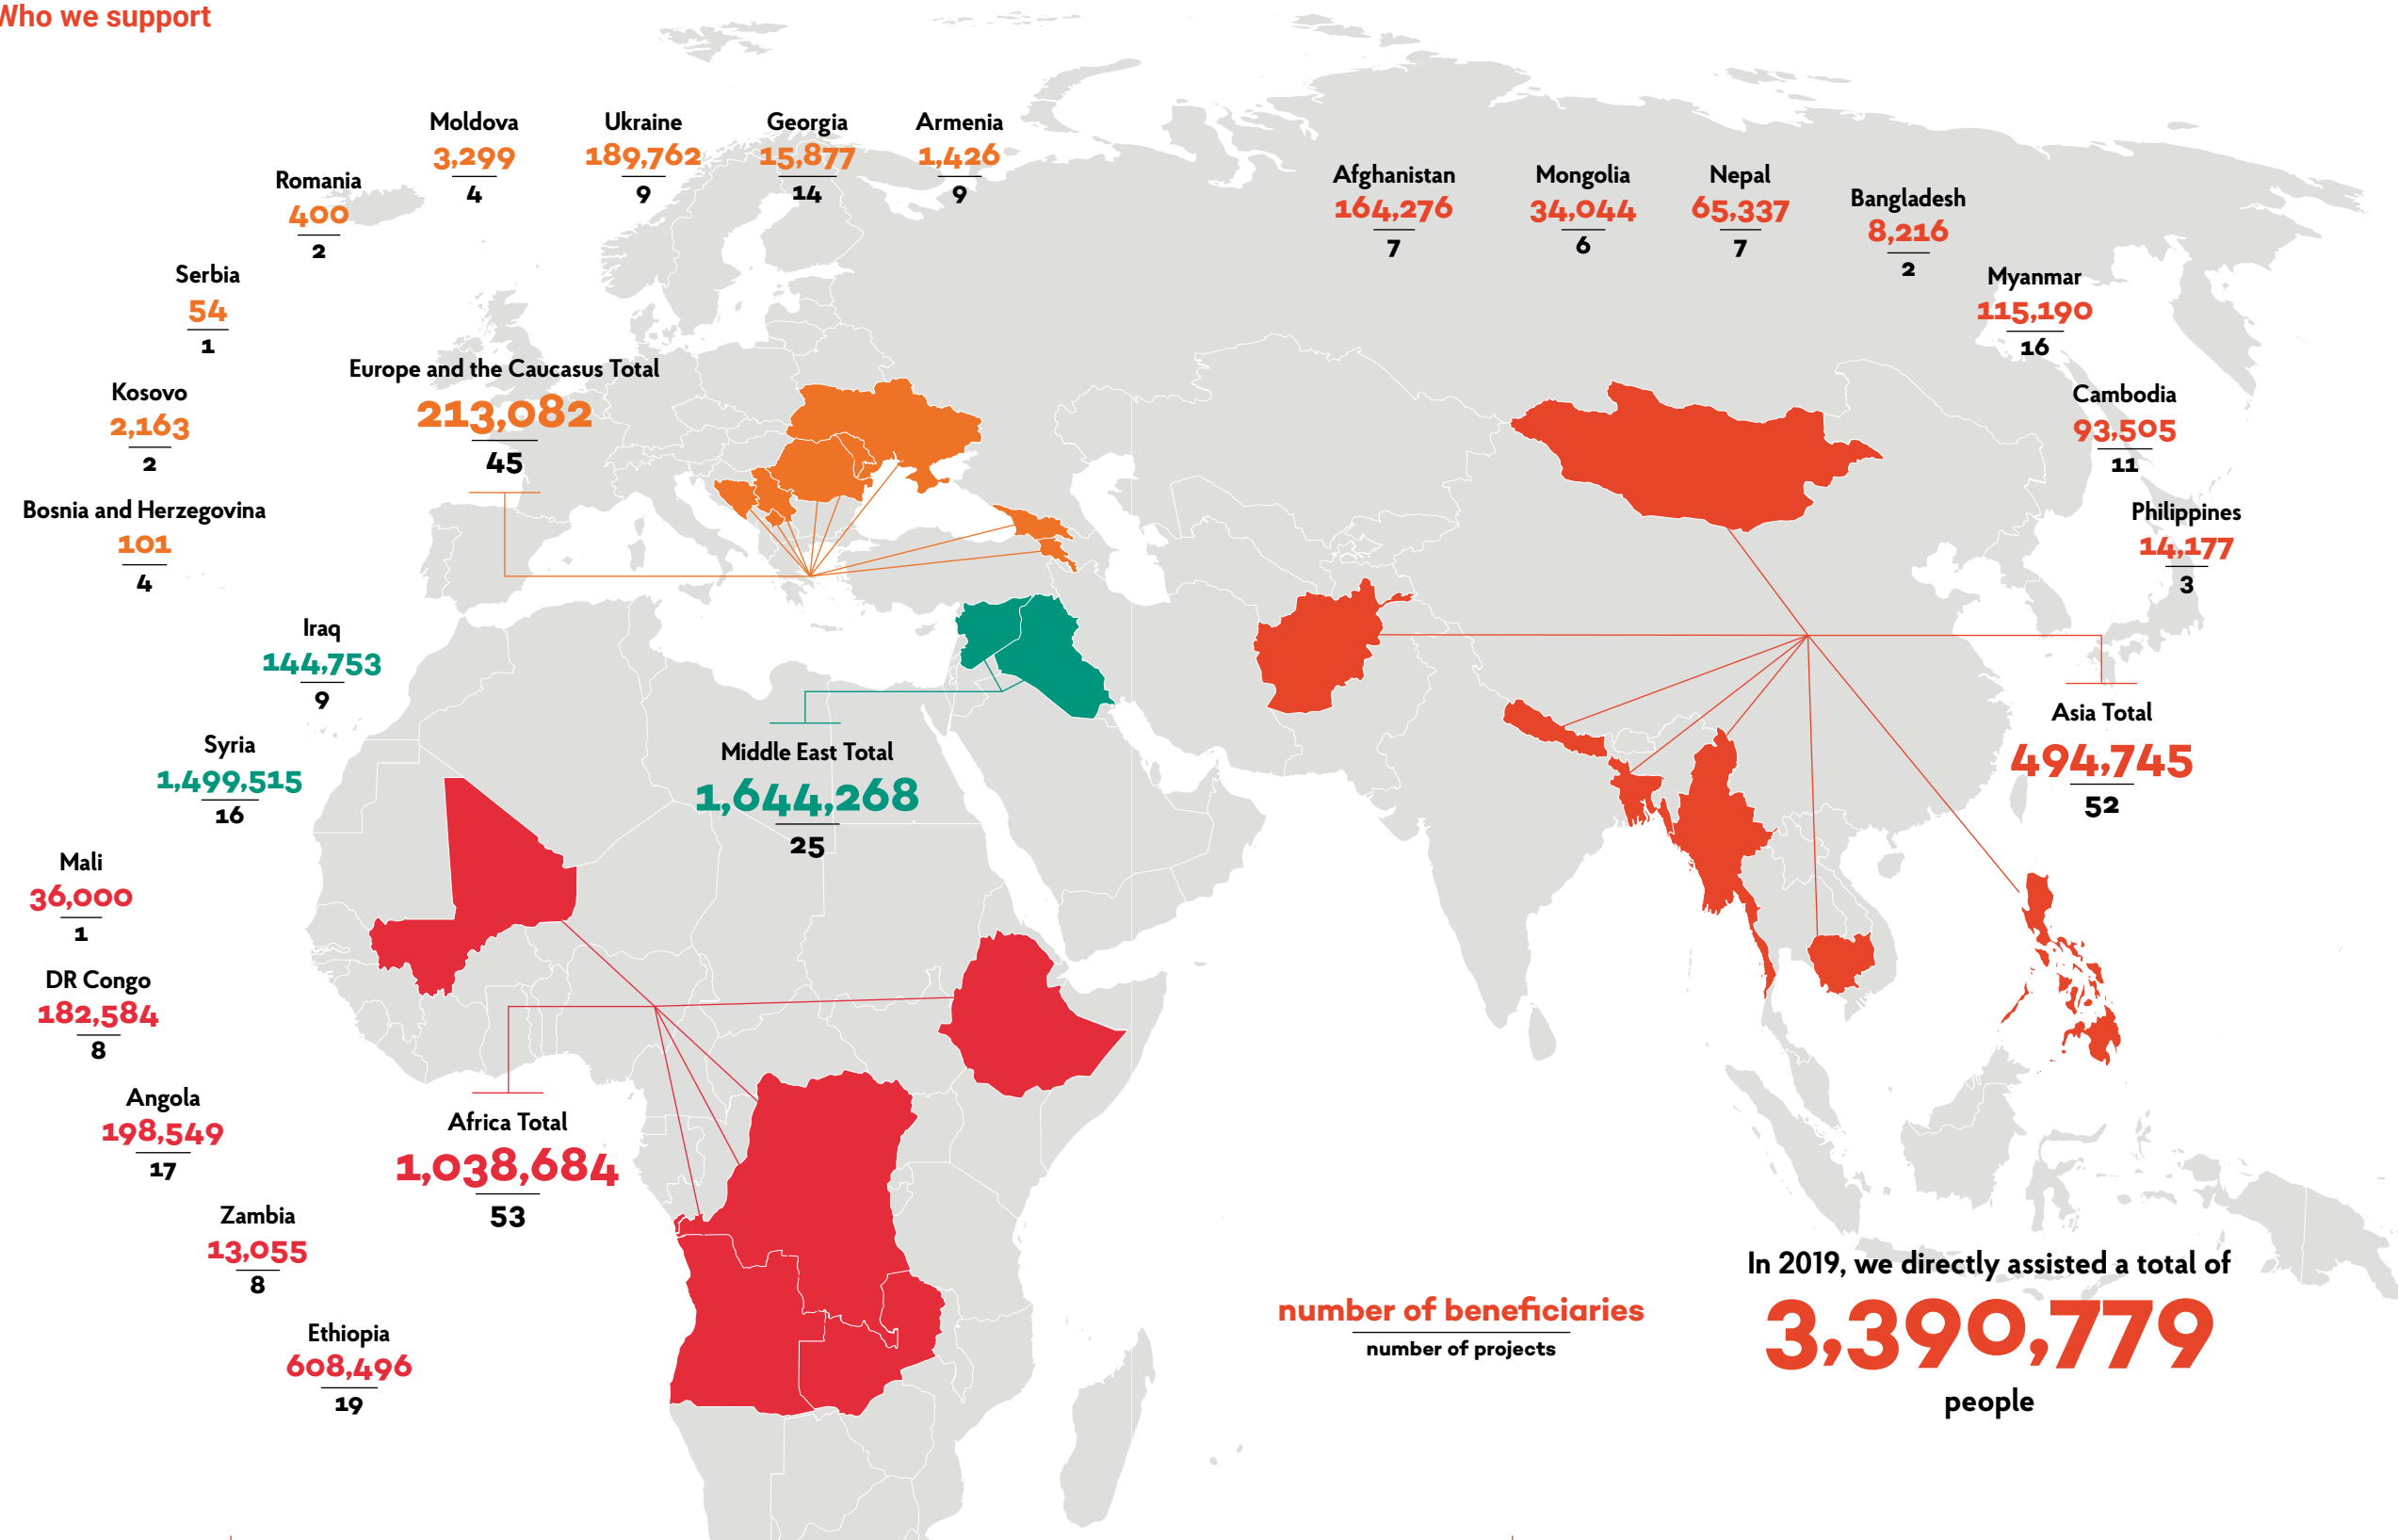 Who we support
Moldova
3,299
4
Ukraine
189,762
9
Georgia
15,877
14
Armenia
1,426
9
Romania
400
2
Serbia
54
1
Kosovo
2,163
2
Bosnia and Herzegovina
101
4
Europe and the Caucasus Total
213,082
45
Afghanistan
164,276
7
Mongolia
34,044
6
Nepal
65,337
7
Bangladesh
8,216
2
Myanmar
115,190
16
Cambodia
93,505
11
Philippines
14,177
3
Asia Total
494,745
52
Iraq
144,753
9
Syria
1,499,515
16
Middle East Total
1,644,268
25
Mali
36,000
1
DR Congo
182,584
8
Angola
198,549
17
Zambia
13,055
8
Ethiopia
608,496
19
Africa Total
1,038,684
53
number of beneficiaries
number of projects
In 2019, we directly assisted a total of
3,390,779
people